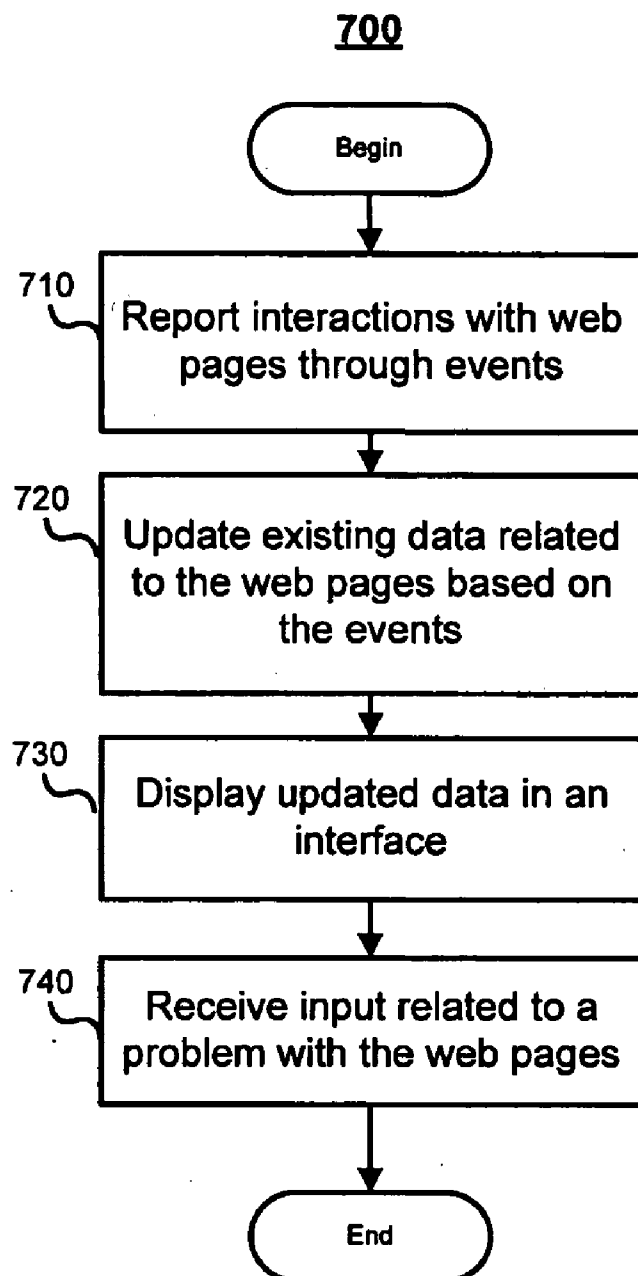 700
Begin
710
Report interactions with web
pages through events
720
Update existing data related
to the web pages based on
the events
730
Display updated data in an
interface
740
Receive input related to a
problem with the web pages
End